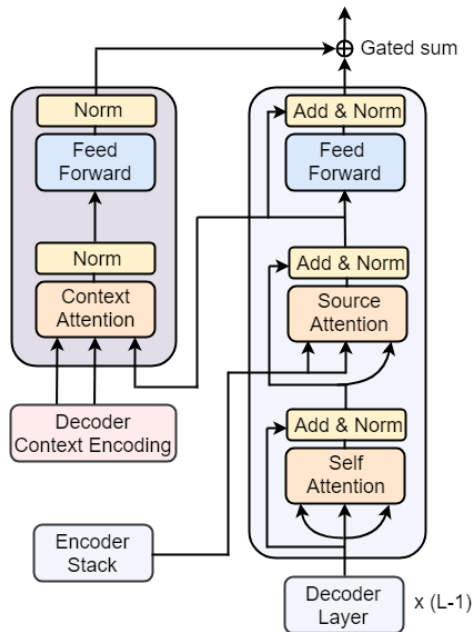 Gated sum
Norm
Feed
Forward
Norm
Context
Attention
Decoder
Context Encoding
Encoder
Stack
Add & Norm
Feed
Forward
Add & Norm
Source
Attention
Add & Norm
Self
Attention
Decoder
Layer
x (L-1)